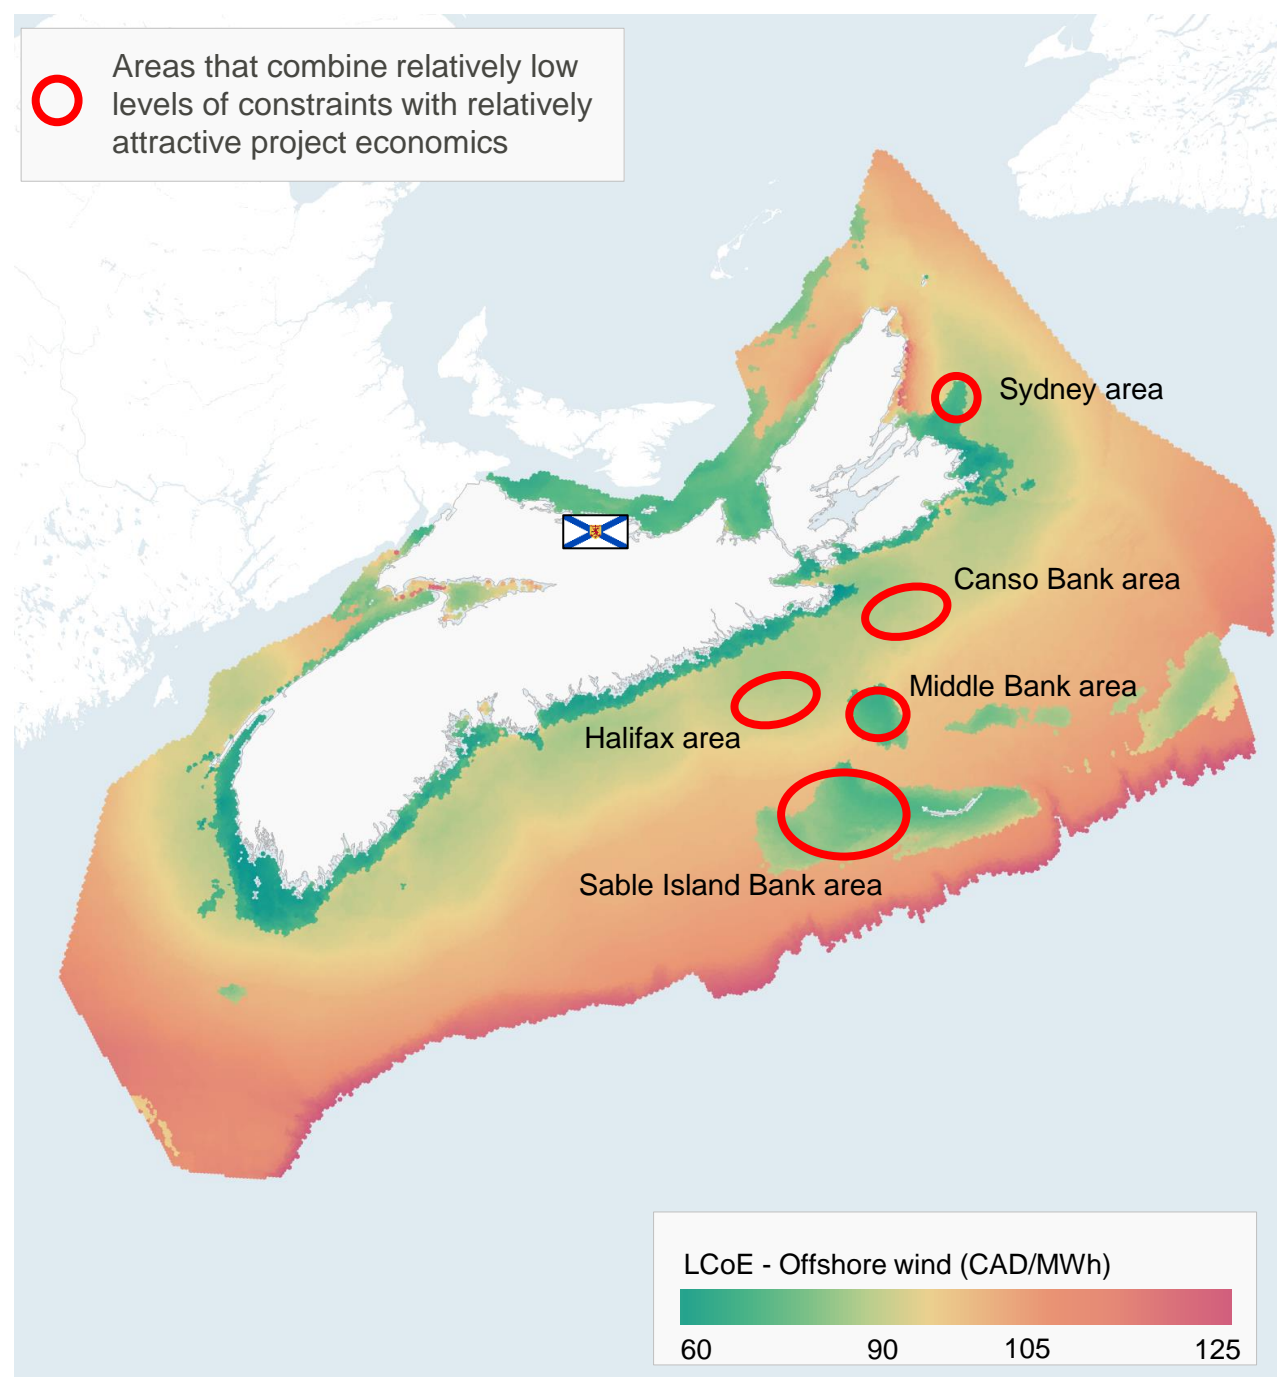 Areas that combine relatively low
levels of constraints with relatively
attractive project economics
Sydney area
Canso Bank area
Middle Bank area
Halifax area
Sable Island Bank area
LCoE - Offshore wind (CAD/MWh)
60 90 105 125